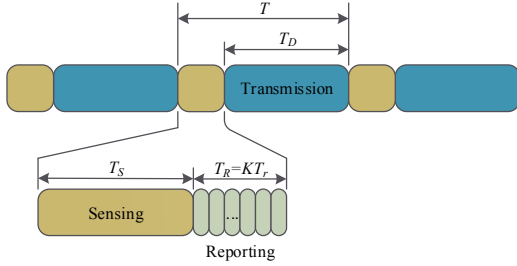 T
T_D
Transmission
T_S
T_R=KT_r
Sensing
...
Reporting